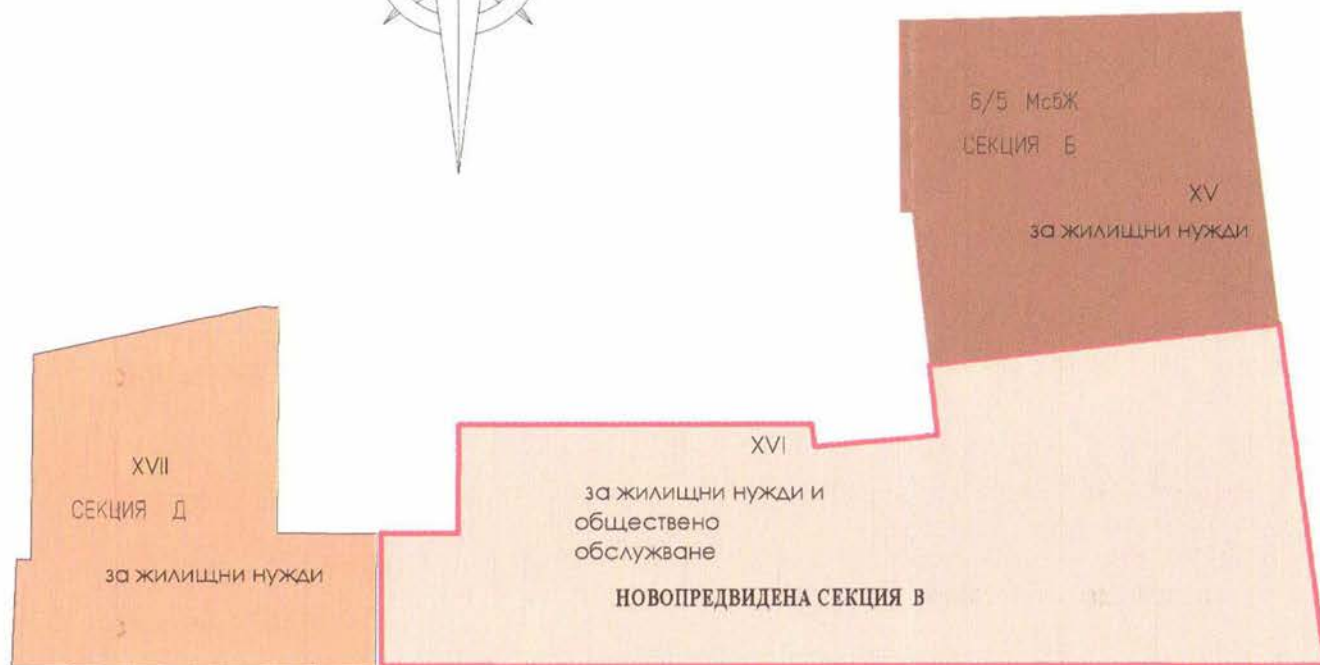 6/5 МсбЖ
СЕКЦИЯ Б
XV
за жилищни нужди
XVII
СЕКЦИЯ Д
за жилищни нужди
XVI
за жилищни нужди и
обществено
обслужване
НОВОПРЕДВИДЕНА СЕКЦИЯ В